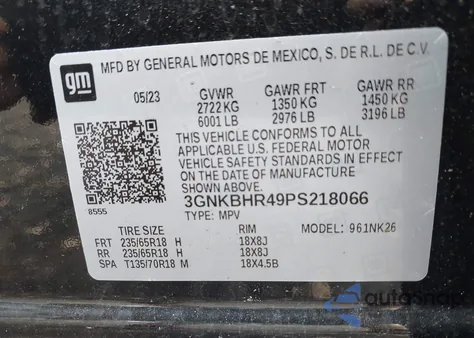 gm
MFD BY GENERAL MOTORS DE MEXICO, S. DE R.L. DE C.V.
05/23 GVWR GAWR FRT GAWR RR
2722 KG 1350 KG 1450 KG
6001 LB 2976 LB 3196 LB
THIS VEHICLE CONFORMS TO ALL
APPLICABLE U.S. FEDERAL MOTOR
VEHICLE SAFETY STANDARDS IN EFFECT
ON THE DATE OF MANUFACTURE
SHOWN ABOVE.
3GNKBHR49PS218066
8555 TYPE: MPV
TIRE SIZE RIM MODEL: 961NK26
FRT 235/65R18 H 18X8J
RR 235/65R18 H 18X8J
SPA T135/70R18 M 18X4.5B
autoSnap